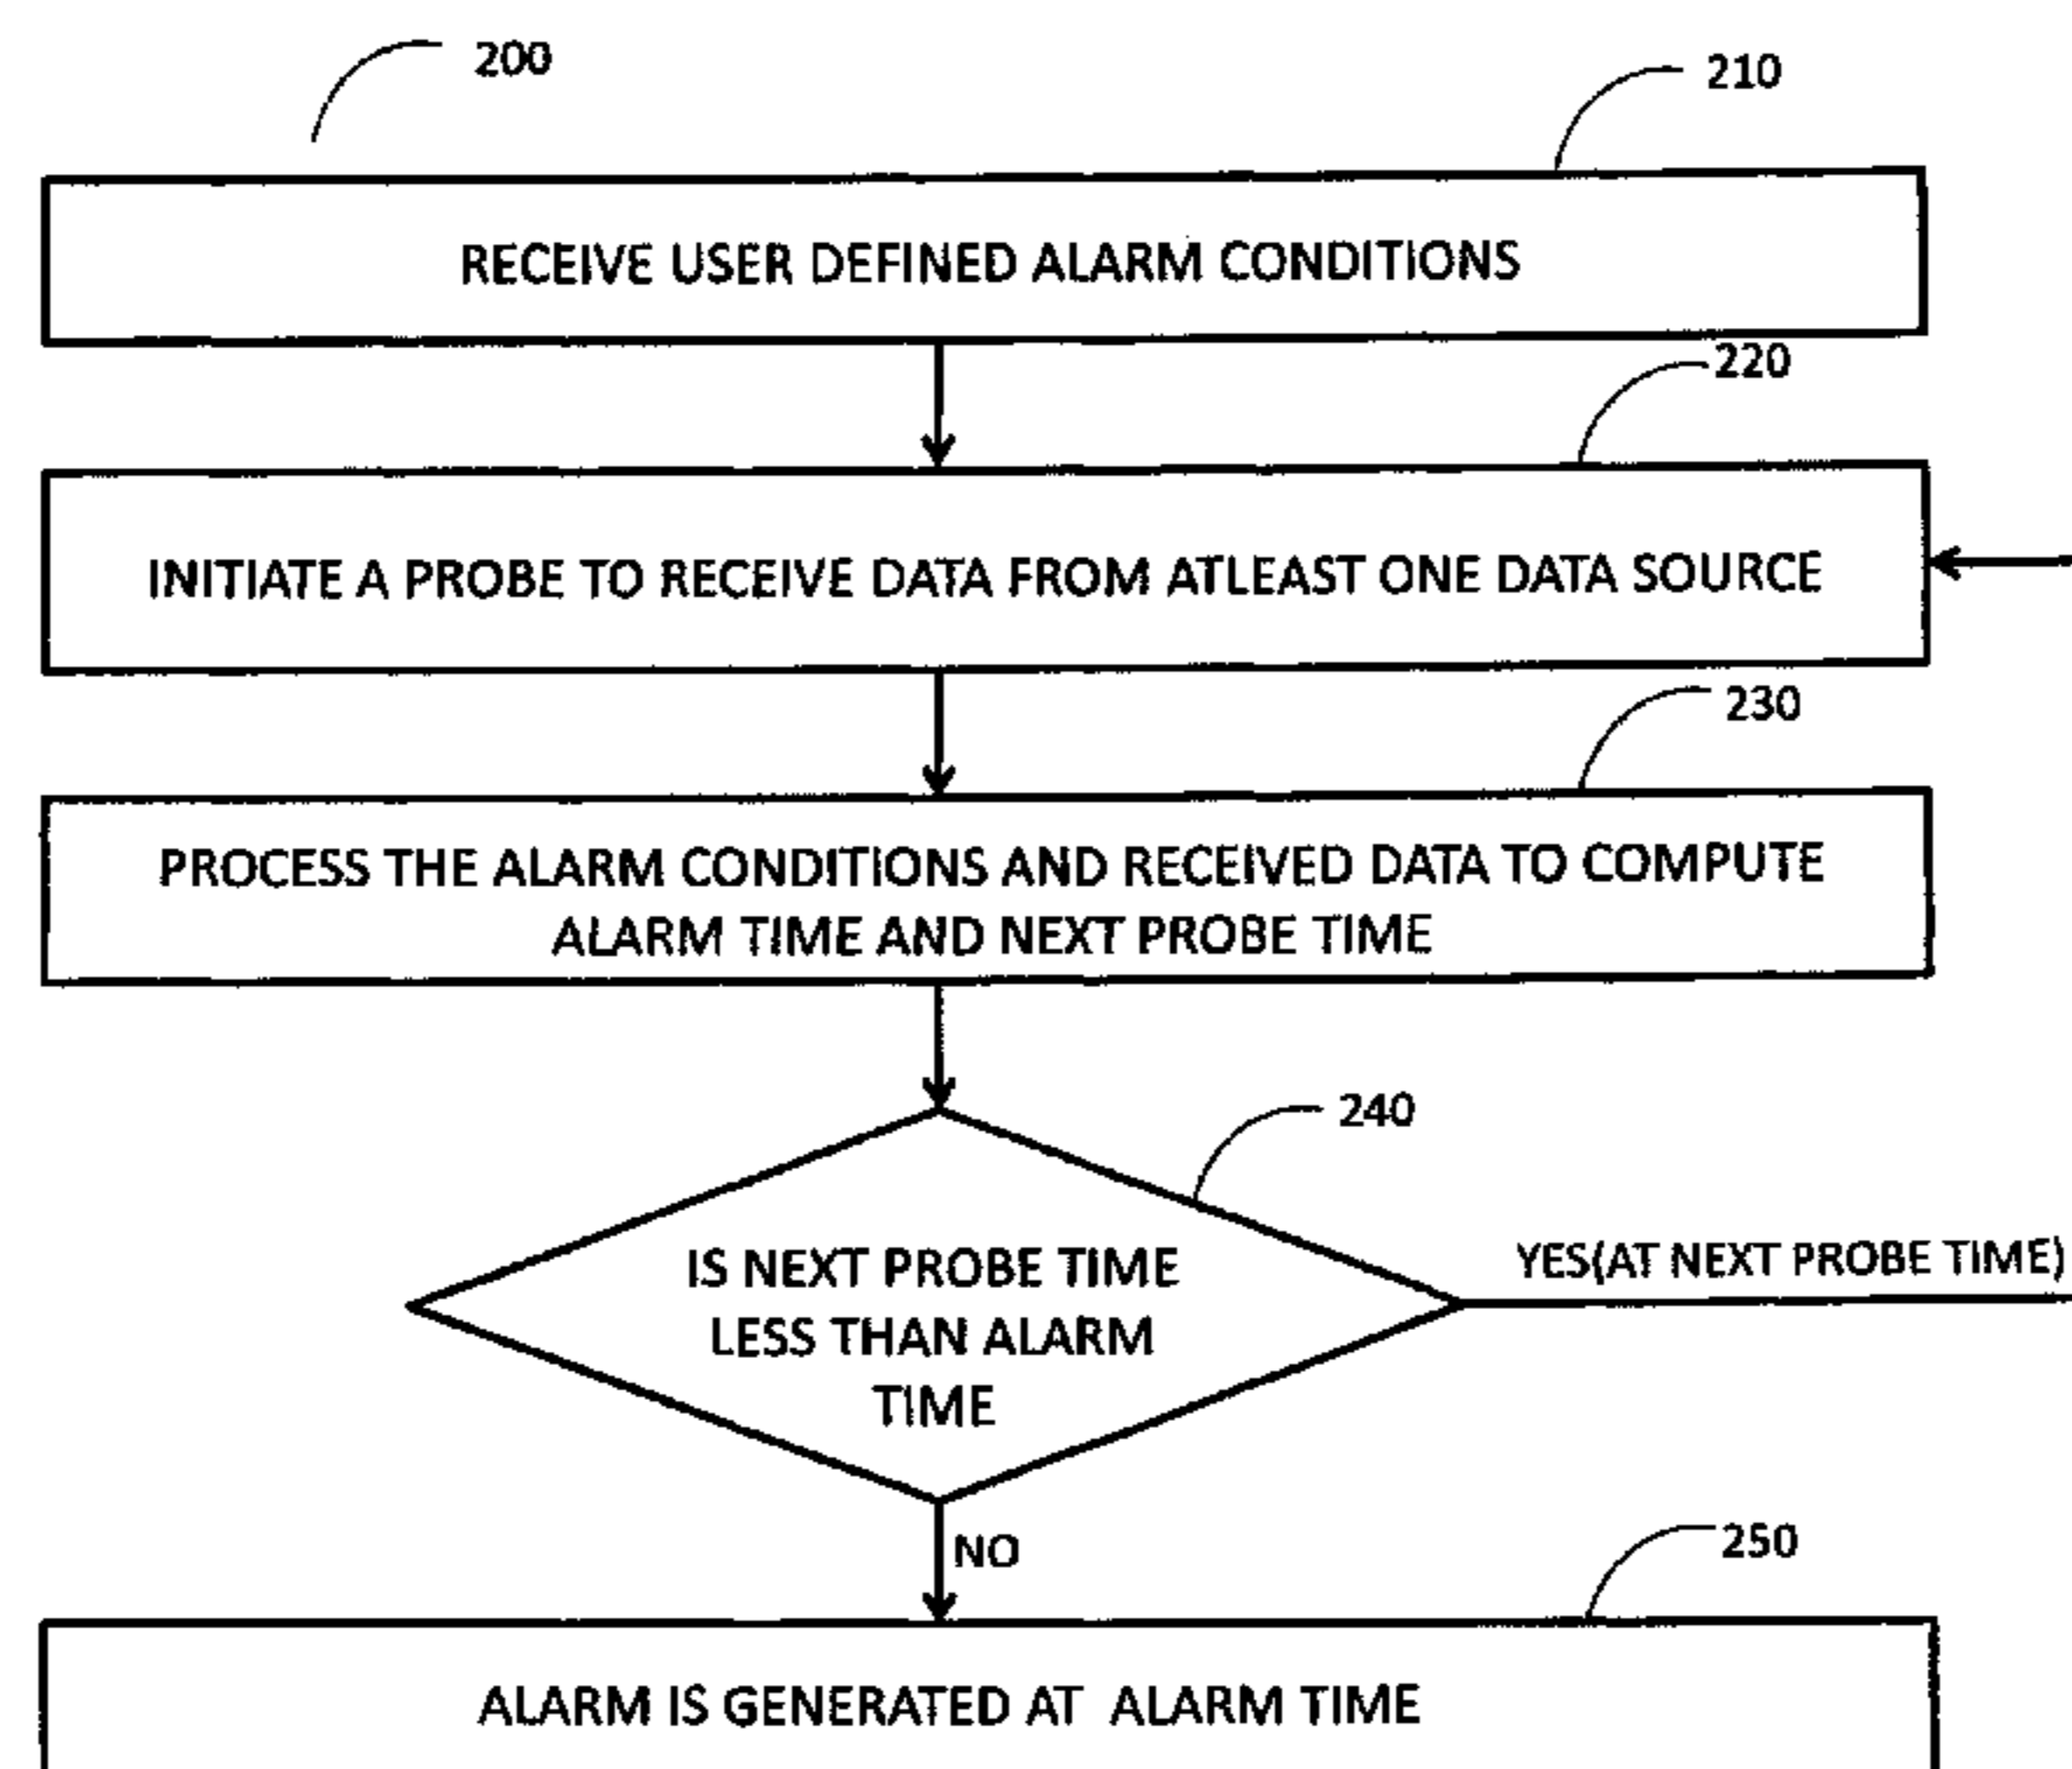 200
210
RECEIVE USER DEFINED ALARM CONDITIONS
220
INITIATE A PROBE TO RECEIVE DATA FROM ATLEAST ONE DATA SOURCE
230
PROCESS THE ALARM CONDITIONS AND RECEIVED DATA TO COMPUTE
ALARM TIME AND NEXT PROBE TIME
240
IS NEXT PROBE TIME
LESS THAN ALARM
TIME
YES(AT NEXT PROBE TIME)
NO
250
ALARM IS GENERATED AT ALARM TIME